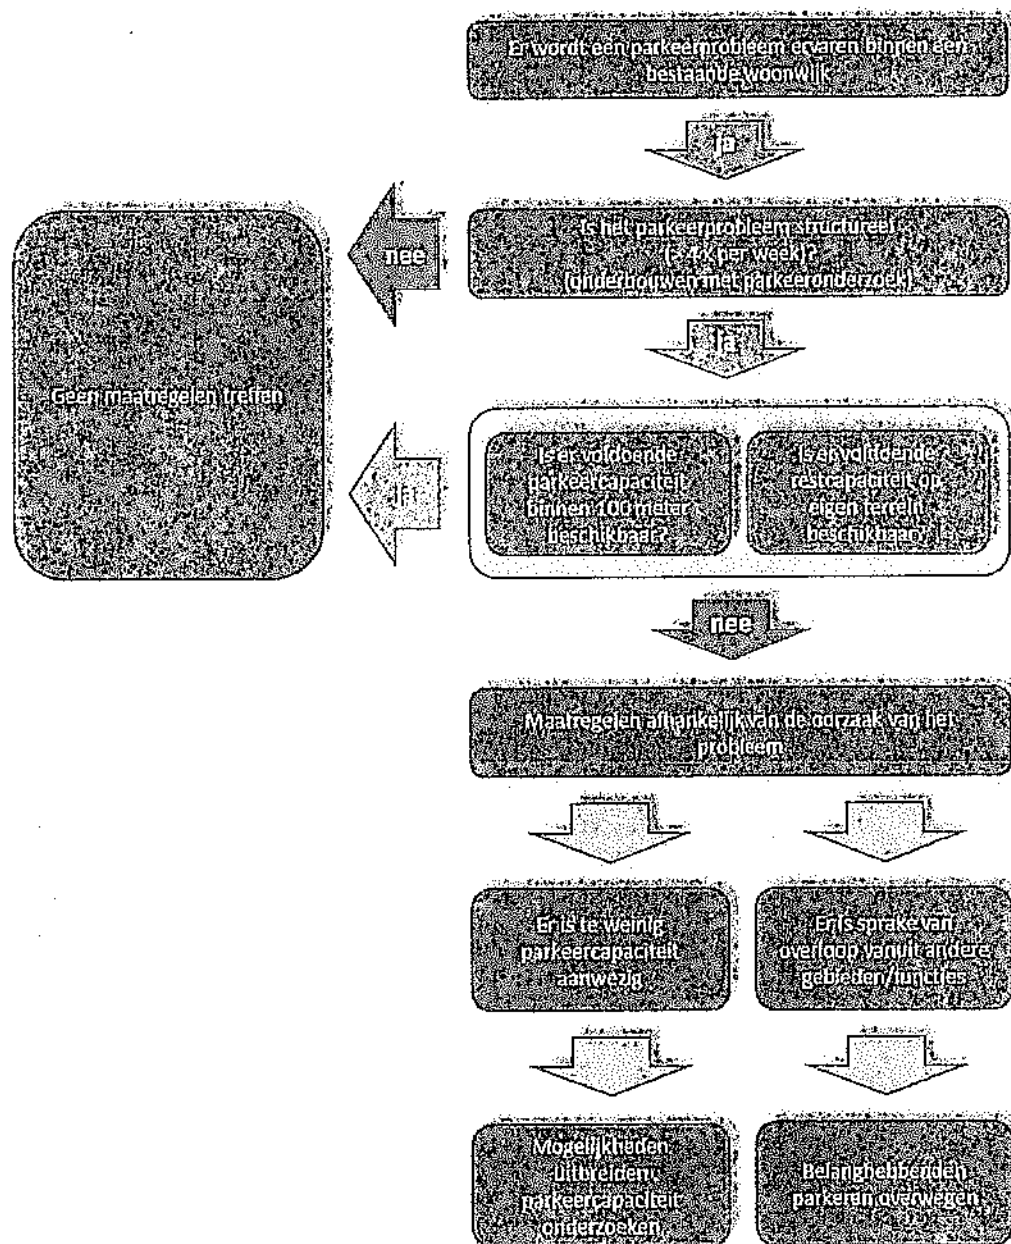 Er wordt een parkeerprobleem ervaren binnen een
bestaande woonwijk
ja
nee
Is het parkeerprobleem structureel
(> 4 x per week)?
(onderbouwen met parkeeronderzoek)
ja
Geen maatregelen treffen
ja
Is er voldoende
parkeercapaciteit
binnen 100 meter
beschikbaar?
Is er voldoende
restcapaciteit op
eigen terrein
beschikbaar?
nee
Maatregelen afhankelijk van de oorzaak van het
probleem
Er is te weinig
parkeercapaciteit
aanwezig
Er is sprake van
overloop vanuit andere
gebieden/functies
Mogelijkheden
uitbreiden
parkeercapaciteit
onderzoeken
Belanghebbenden
parkeren overwegen